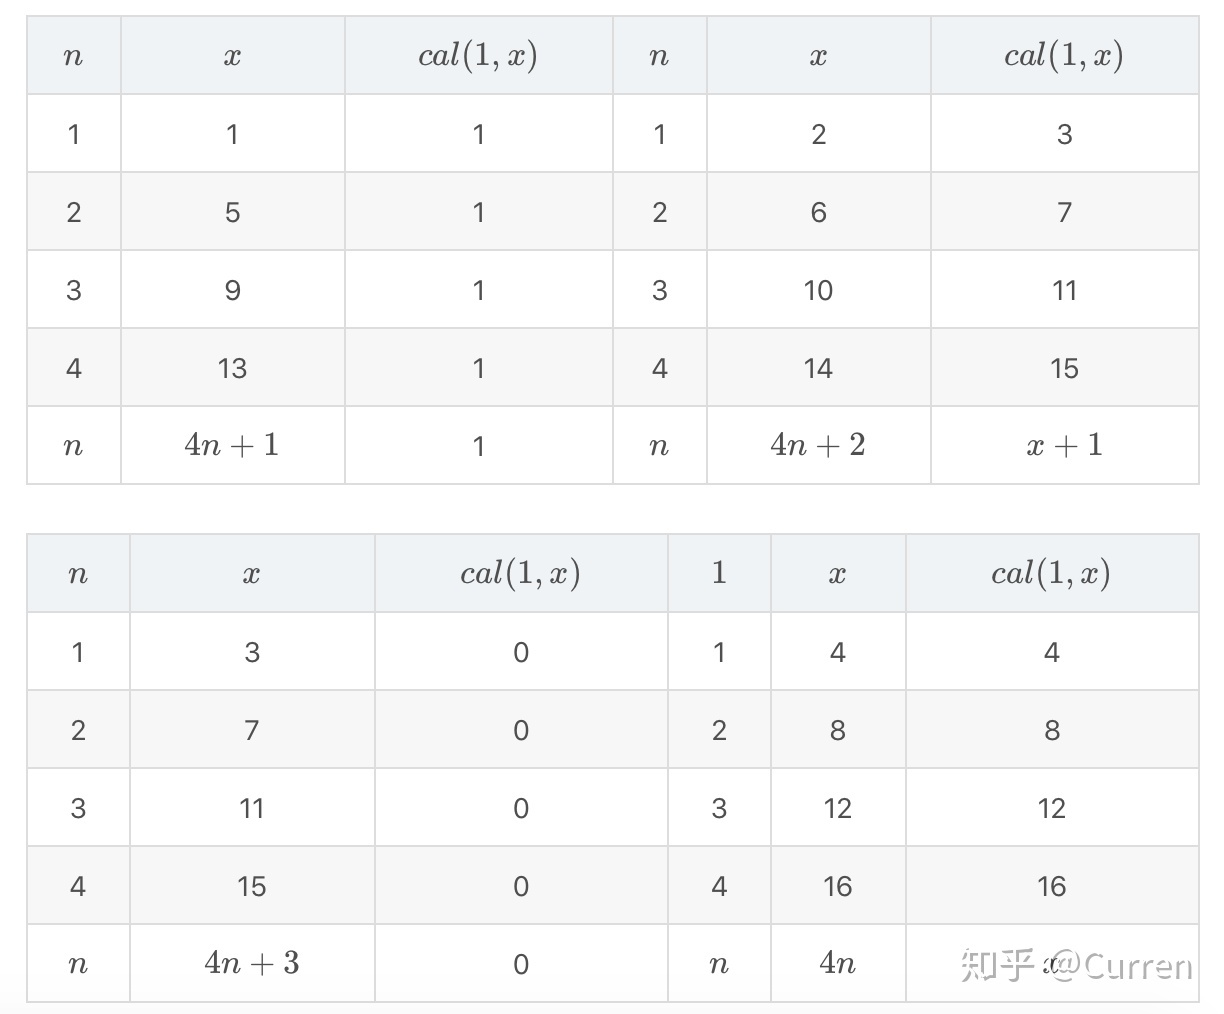 n x cal(1, x) n x cal(1, x)
1 1 1 1 2 3
2 5 1 2 6 7
3 9 1 3 10 11
4 13 1 4 14 15
n 4n + 1 1 n 4n + 2 x + 1
n x cal(1, x) 1 x cal(1, x)
1 3 0 1 4 4
2 7 0 2 8 8
3 11 0 3 12 12
4 15 0 4 16 16
n 4n + 3 0 n 4n x
知乎 @Curren